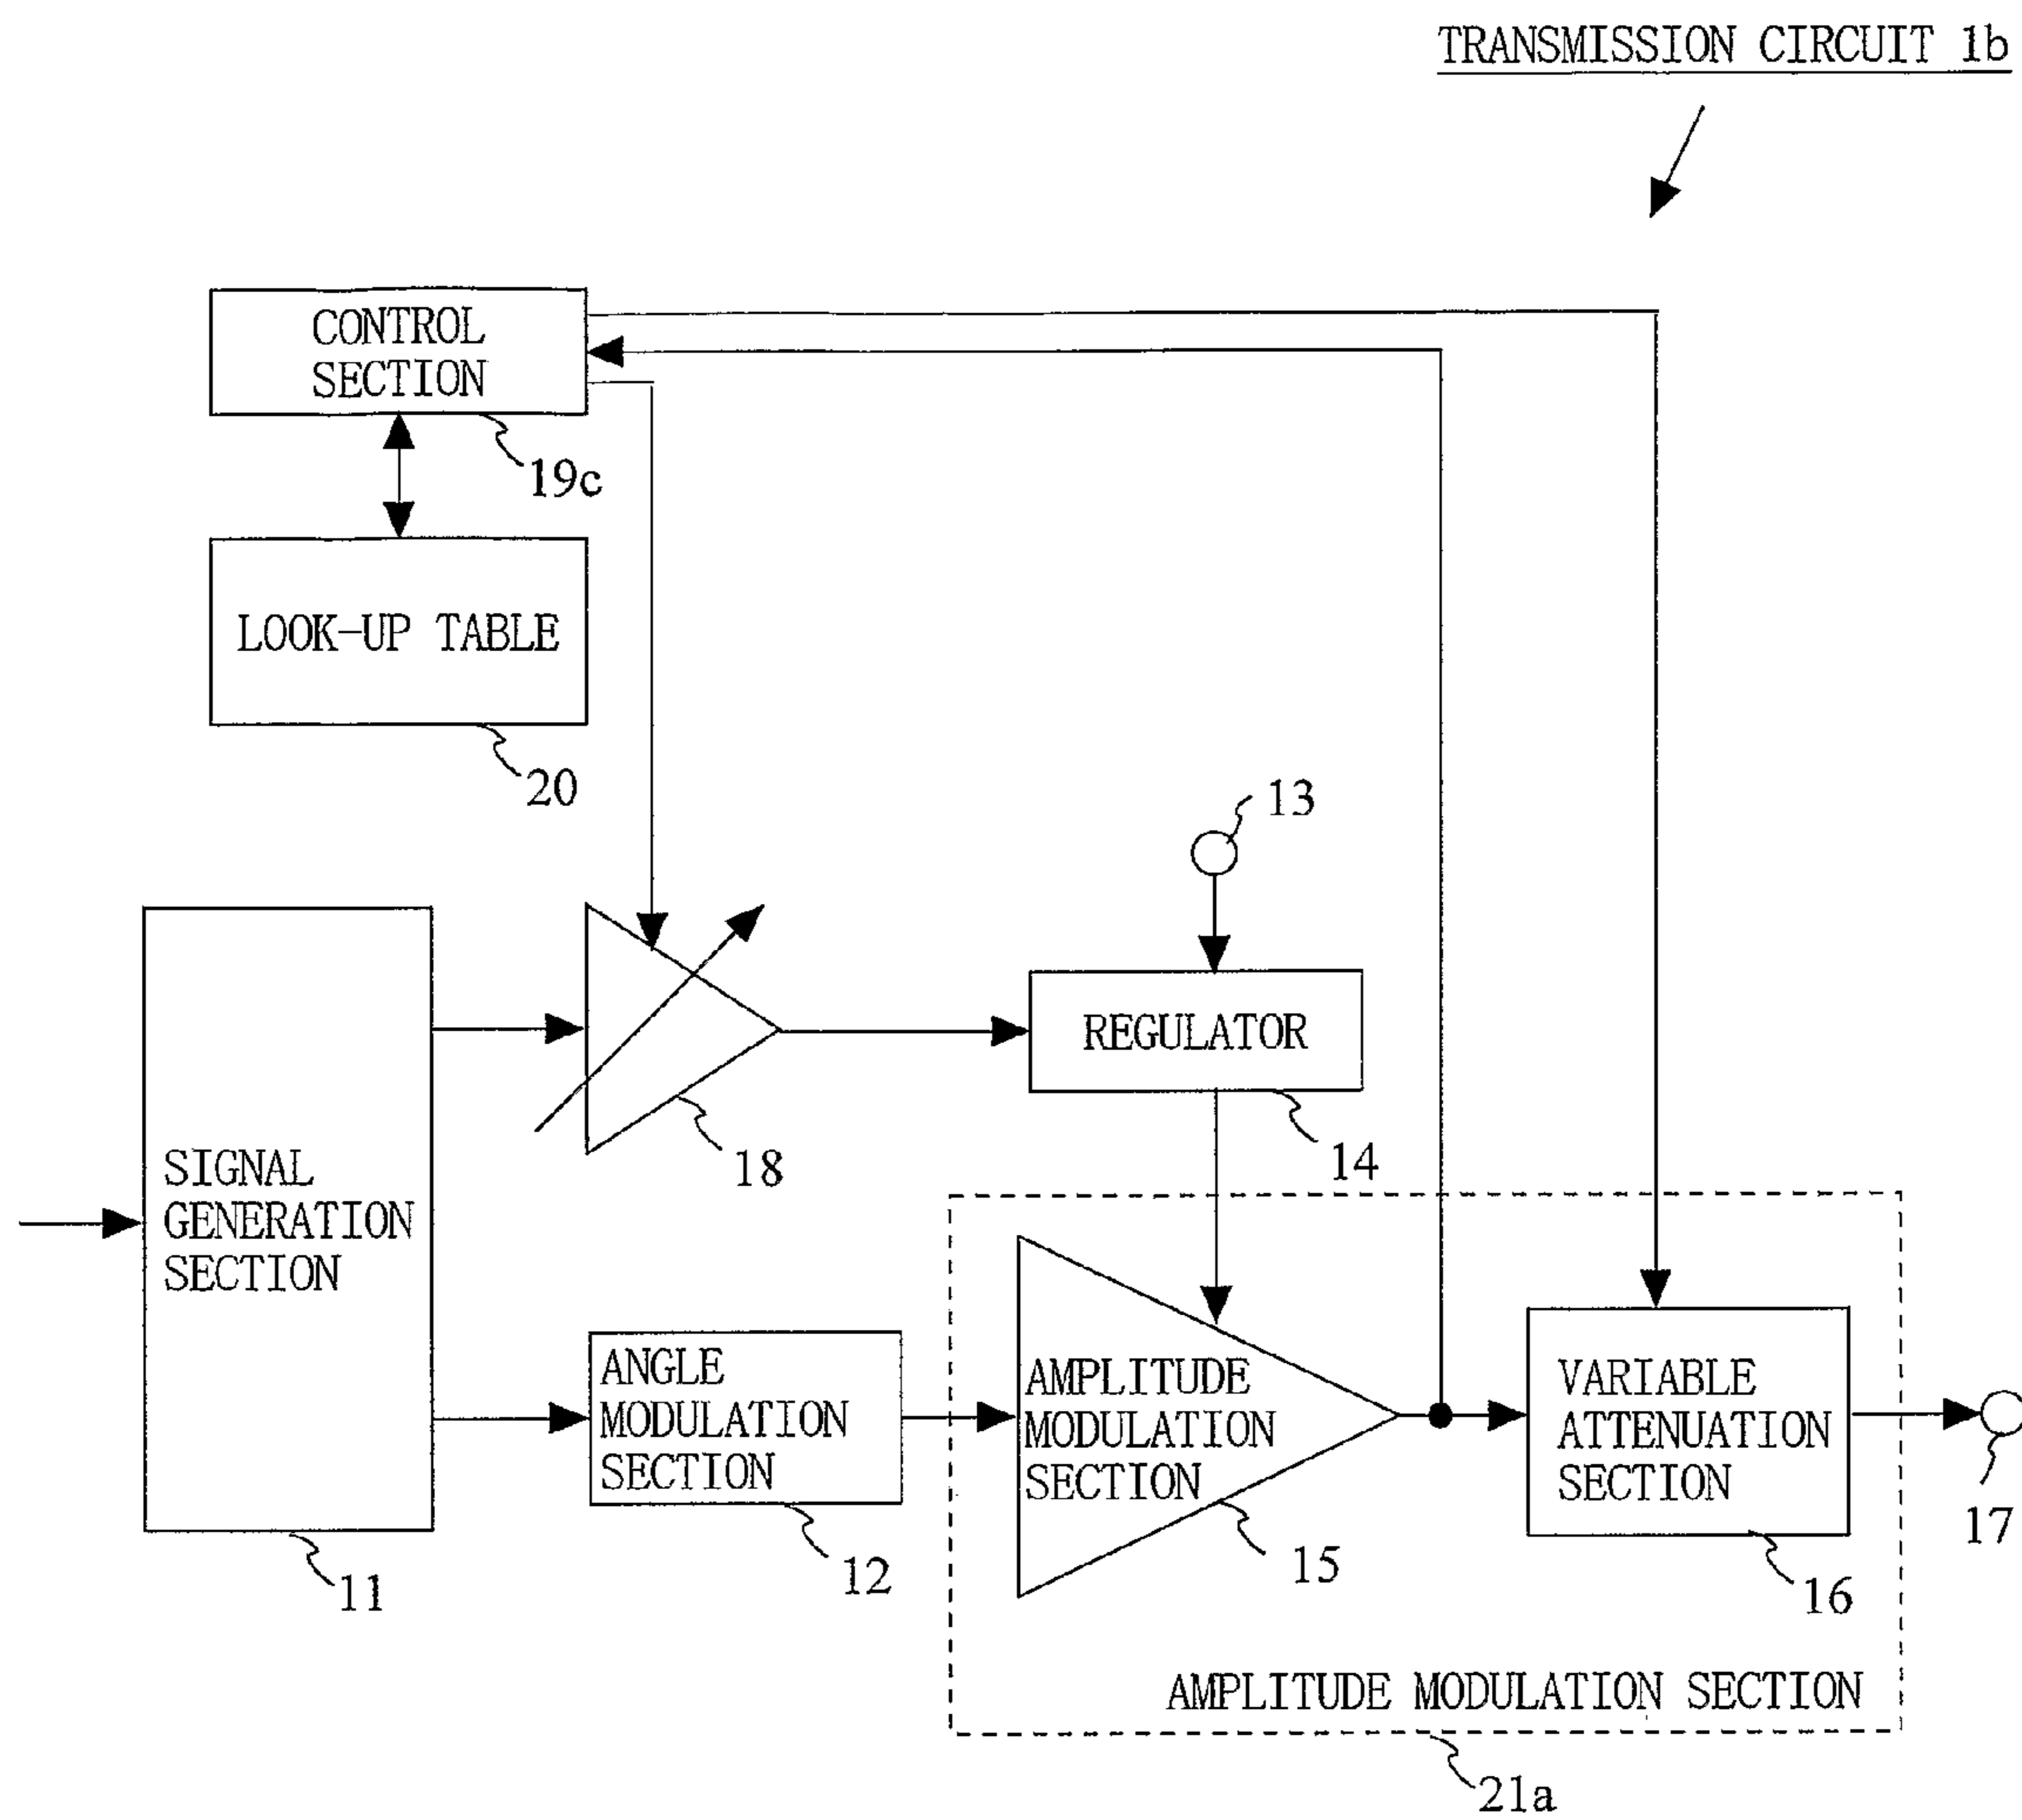 TRANSMISSION CIRCUIT 1b
CONTROL
SECTION
19c
LOOK-UP TABLE
20
13
REGULATOR
14
18
SIGNAL
GENERATION
SECTION
11
ANGLE
MODULATION
SECTION
12
AMPLITUDE
MODULATION
SECTION
15
VARIABLE
ATTENUATION
SECTION
16
17
AMPLITUDE MODULATION SECTION
21a